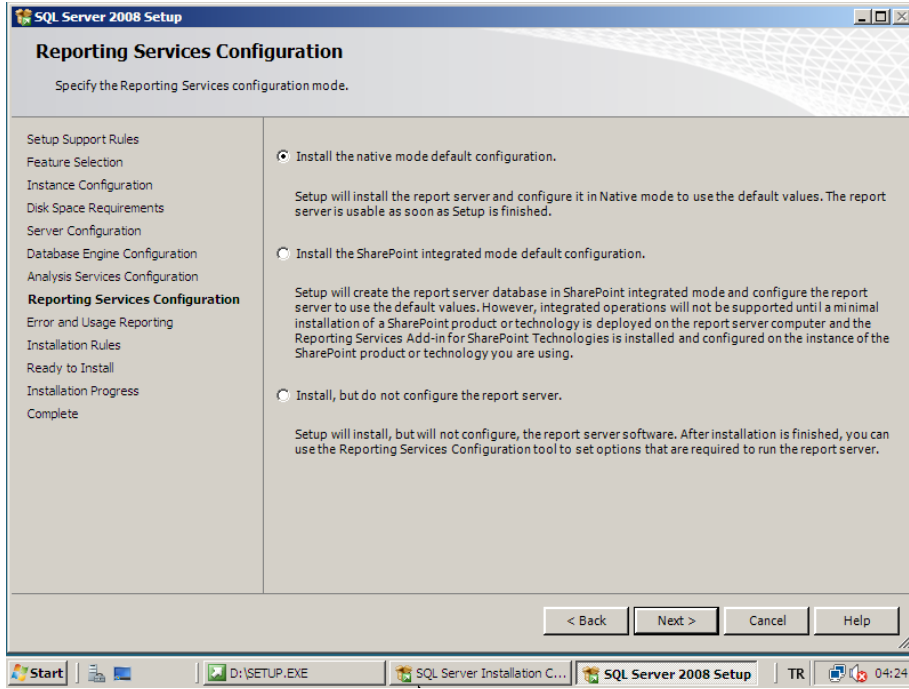 SQL Server 2008 Setup
Reporting Services Configuration
Specify the Reporting Services configuration mode.
Setup Support Rules
Feature Selection
Instance Configuration
Disk Space Requirements
Server Configuration
Database Engine Configuration
Analysis Services Configuration
Reporting Services Configuration
Error and Usage Reporting
Installation Rules
Ready to Install
Installation Progress
Complete
Install the native mode default configuration.
Setup will install the report server and configure it in Native mode to use the default values. The report
server is usable as soon as Setup is finished.
Install the SharePoint integrated mode default configuration.
Setup will create the report server database in SharePoint integrated mode and configure the report
server to use the default values. However, integrated operations will not be supported until a minimal
installation of a SharePoint product or technology is deployed on the report server computer and the
Reporting Services Add-in for SharePoint Technologies is installed and configured on the instance of the
SharePoint product or technology you are using.
Install, but do not configure the report server.
Setup will install, but will not configure, the report server software. After installation is finished, you can
use the Reporting Services Configuration tool to set options that are required to run the report server.
< Back Next > Cancel Help
Start D:\SETUP.EXE SQL Server Installation C... SQL Server 2008 Setup TR 04:24